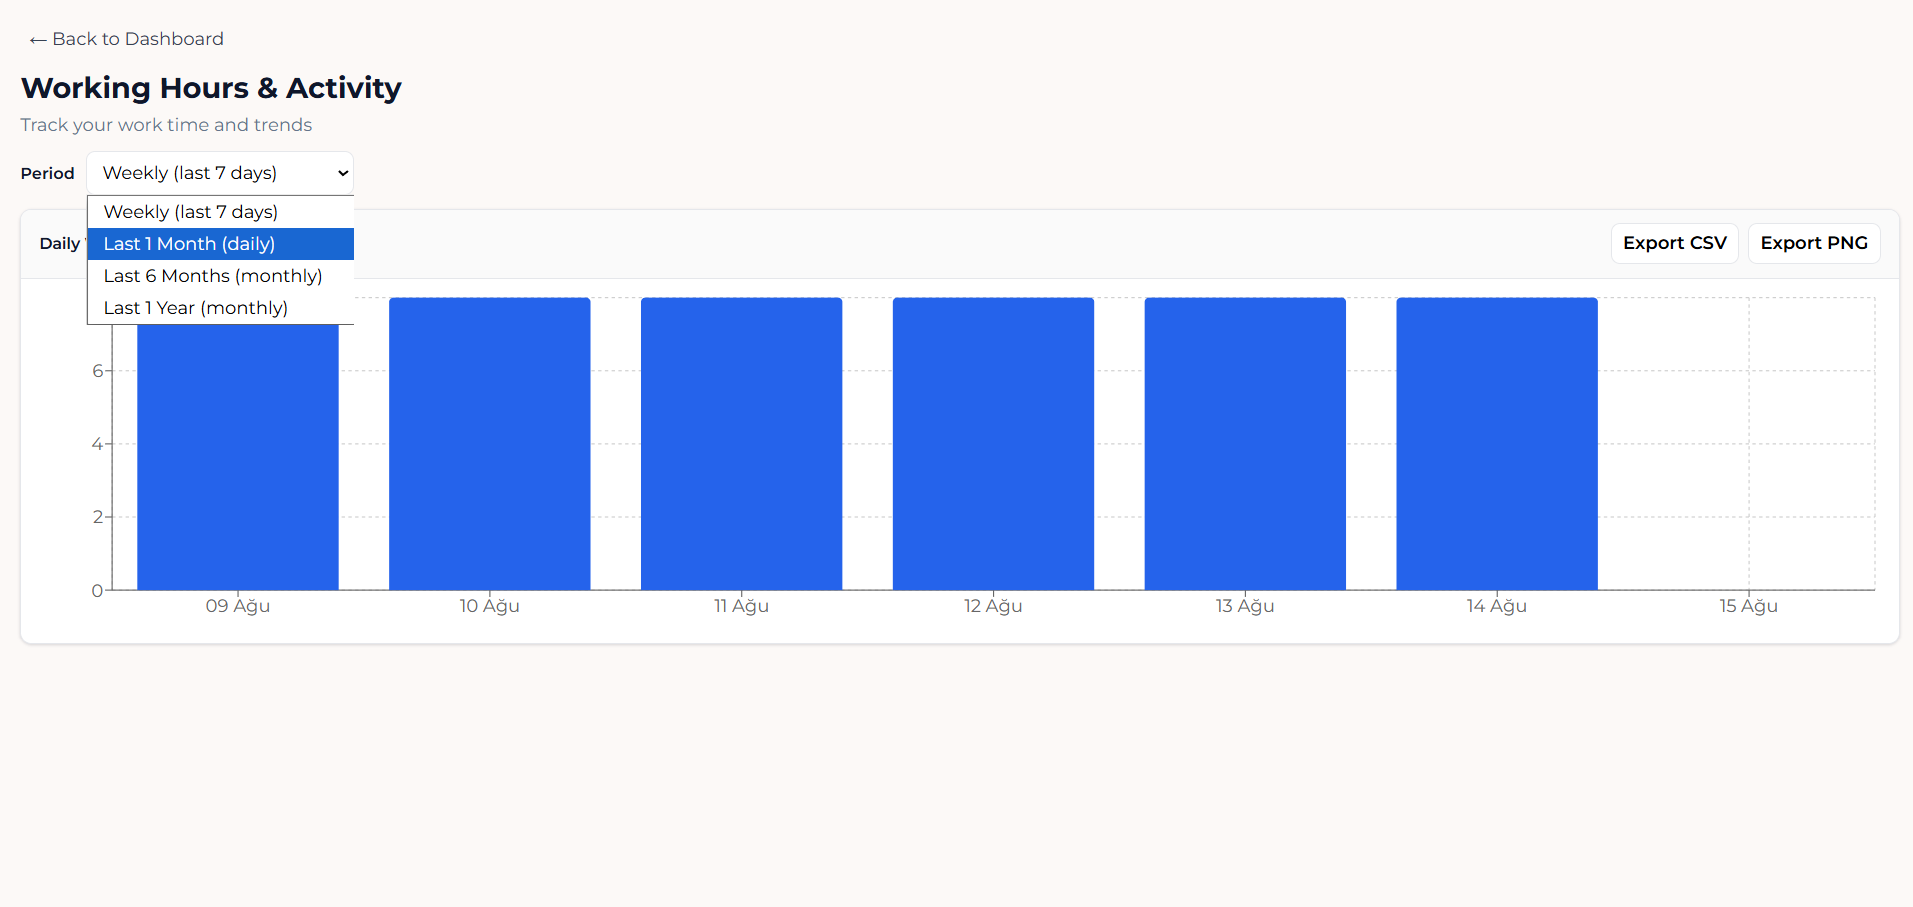 ← Back to Dashboard
Working Hours & Activity
Track your work time and trends
Period
Weekly (last 7 days)
Weekly (last 7 days)
Last 1 Month (daily)
Last 6 Months (monthly)
Last 1 Year (monthly)
Daily
Export CSV
Export PNG
6
4
2
0
09 Ağu
10 Ağu
11 Ağu
12 Ağu
13 Ağu
14 Ağu
15 Ağu